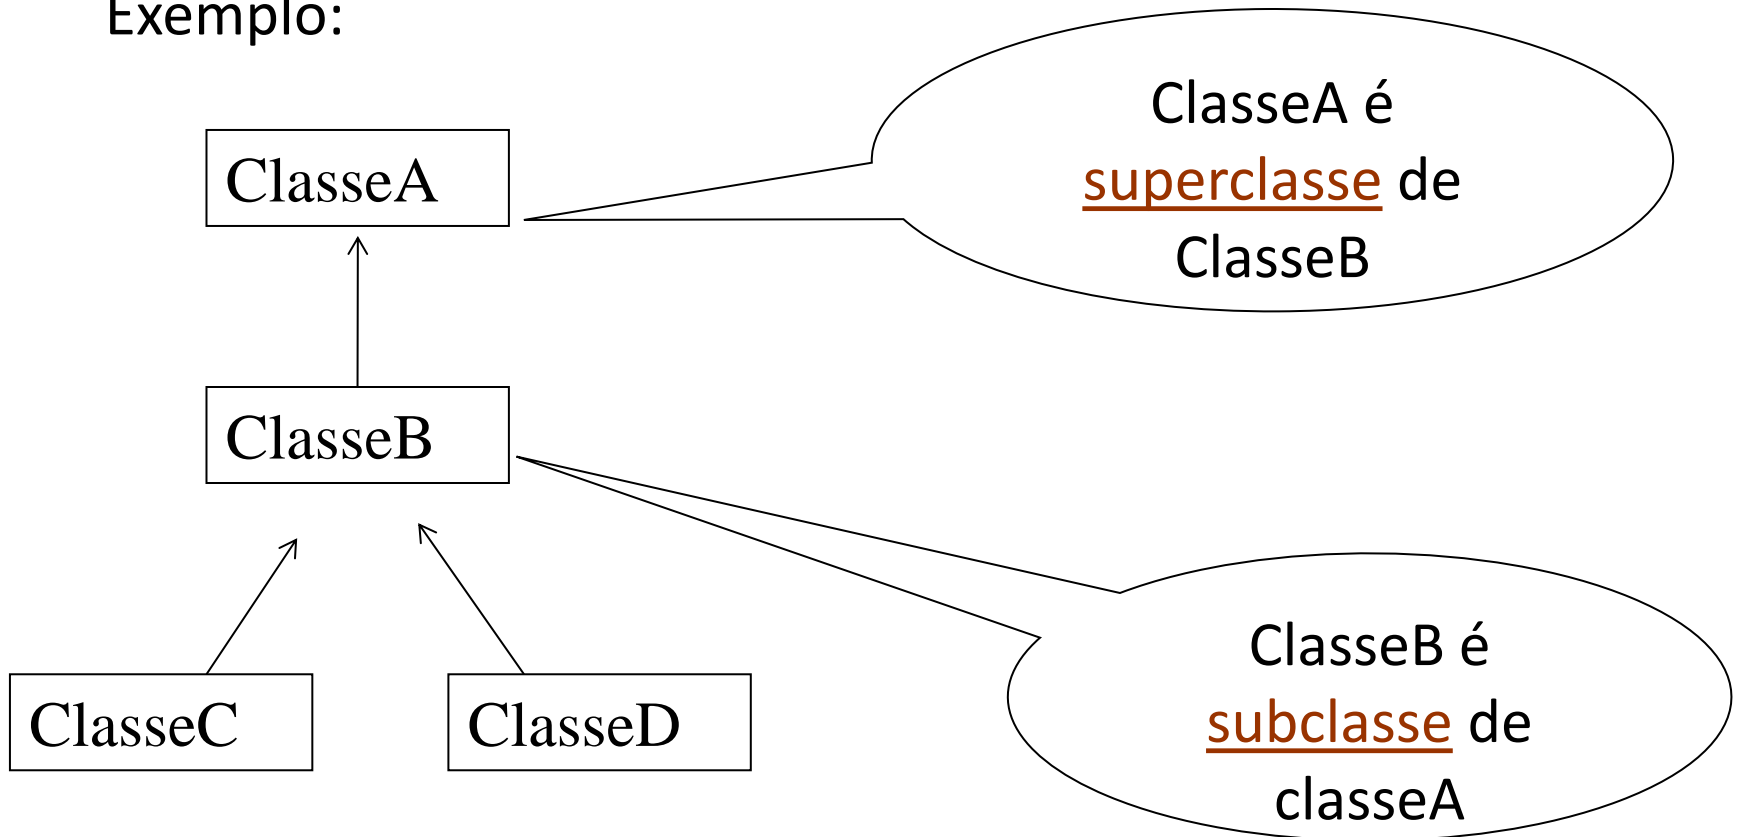 Exemplo:
ClasseA é
superclasse de
ClasseB
ClasseA
ClasseB
ClasseC
ClasseD
ClasseB é
subclasse de
classeA